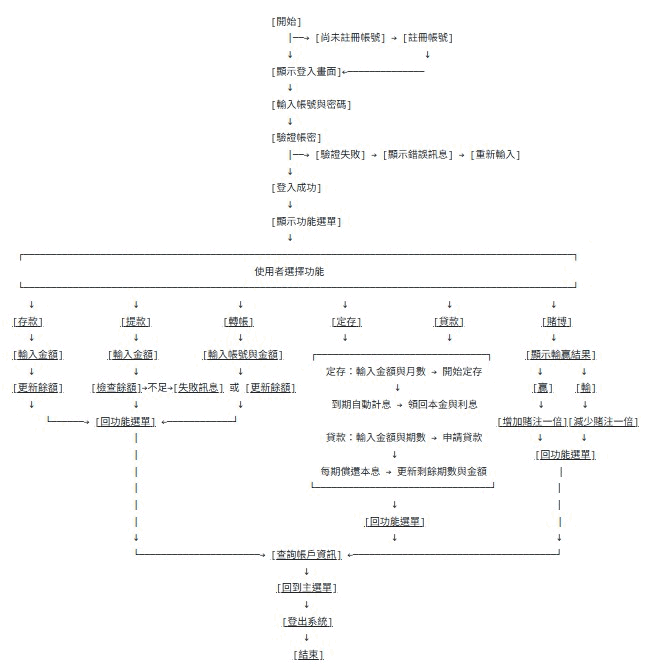 [開始]
|──→ [尚未註冊帳號] → [註冊帳號]
↓ ↓
[顯示登入畫面]←──────────────
↓
[輸入帳號與密碼]
↓
[驗證帳密]
|──→ [驗證失敗] → [顯示錯誤訊息] → [重新輸入]
↓
[登入成功]
↓
[顯示功能選單]
↓
使用者選擇功能
↓ ↓ ↓ ↓ ↓ ↓
[存款] [提款] [轉帳] [定存] [貸款] [賭博]
↓ ↓ ↓ ↓ ↓ ↓
[輸入金額] [輸入金額] [輸入帳號與金額] [顯示輸贏結果]
定存：輸入金額與月數 → 開始定存
↓ ↓ ↓ ↓ ↓
[更新餘額] [檢查餘額]→不足→[失敗訊息] 或 [更新餘額] ↓ [贏] [輸]
到期自動計息 → 領回本金與利息
└─────→ [回功能選單] ←──────────┘ [增加賭注一倍][減少賭注一倍]
貸款：輸入金額與期數 → 申請貸款
↓ [回功能選單]
每期償還本息 → 更新剩餘期數與金額
↓
[回功能選單]
↓ ↓ ↓
└───────────────────→ [查詢帳戶資訊] ←───────────────────────────────┘
↓
[回到主選單]
↓
[登出系統]
↓
[結束]